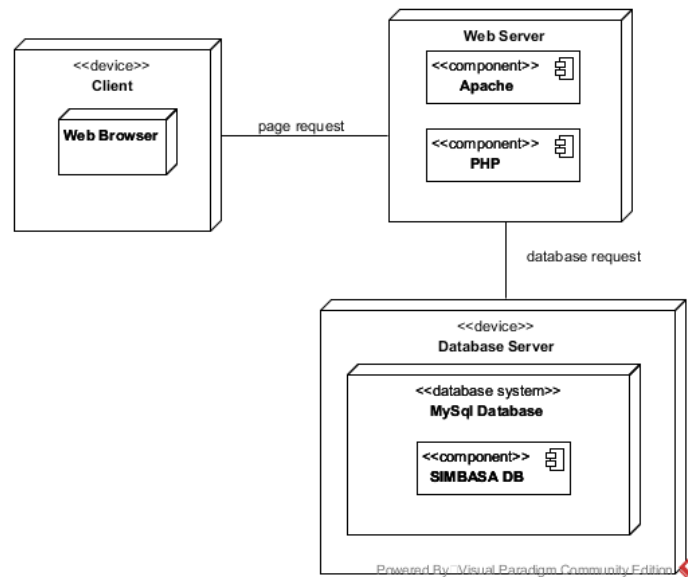 <<device>>
Client
Web Browser
page request
Web Server
<<component>>
Apache
<<component>>
PHP
database request
<<device>>
Database Server
<<database system>>
MySql Database
<<component>>
SIMBASA DB
Powered By Visual Paradigm Community Edition